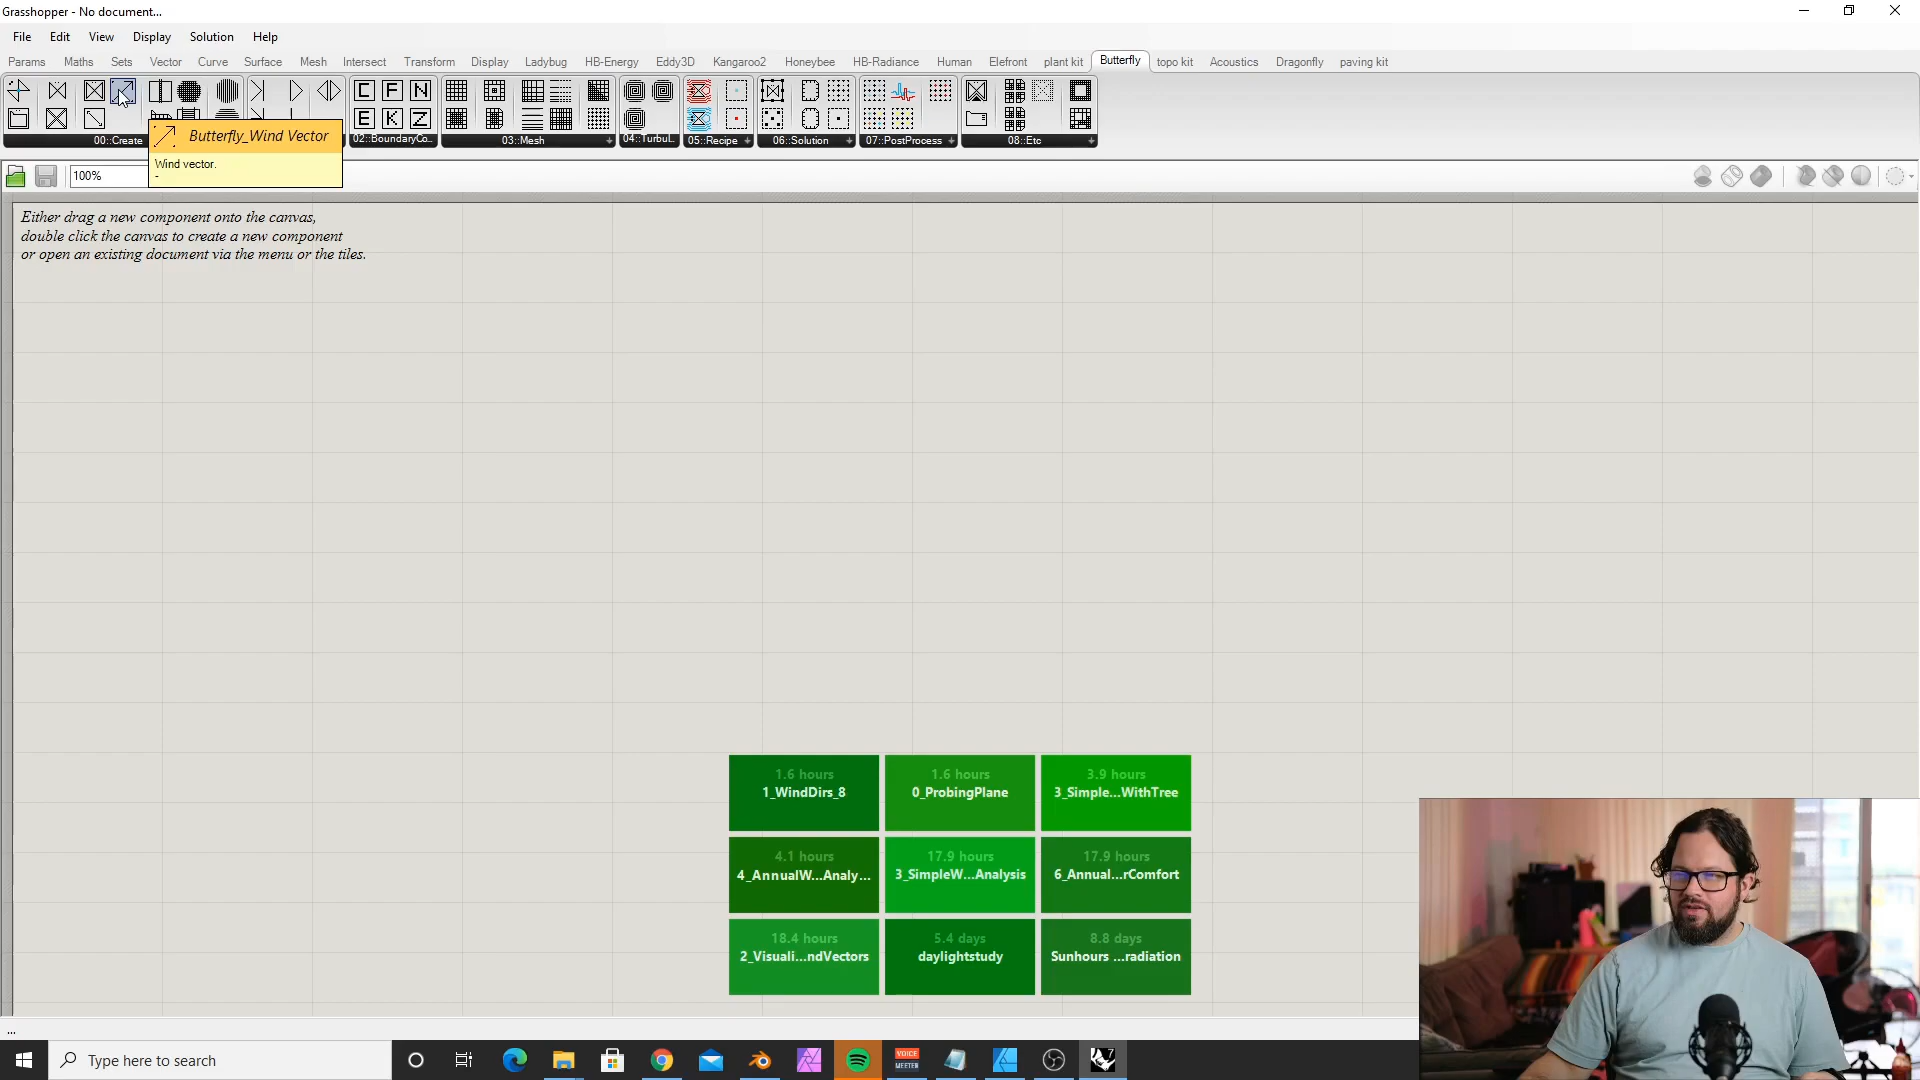 Grasshopper - No document...
File Edit View Display Solution Help
Params Maths Sets Vector Curve Surface Mesh Intersect Transform Display Ladybug HB-Energy Eddy3D Kangaroo2 Honeybee HB-Radiance Human Elefront plant kit Butterfly topo kit Acoustics Dragonfly paving kit
C F N
E K Z
00::Create 02::BoundaryCo... 03::Mesh 04::Turbul... 05::Recipe 06::Solution 07::PostProcess 08::Etc
Butterfly_Wind Vector
Wind vector.
-
100%
Either drag a new component onto the canvas,
double click the canvas to create a new component
or open an existing document via the menu or the tiles.
1.6 hours
1_WindDirs_8
1.6 hours
0_ProbingPlane
3.9 hours
3_Simple...WithTree
4.1 hours
4_AnnualW...Analy...
17.9 hours
3_SimpleW...Analysis
17.9 hours
6_Annual...rComfort
18.4 hours
2_Visuali...ndVectors
5.4 days
daylightstudy
8.8 days
Sunhours ...radiation
...
Type here to search
VOICE
MEETER